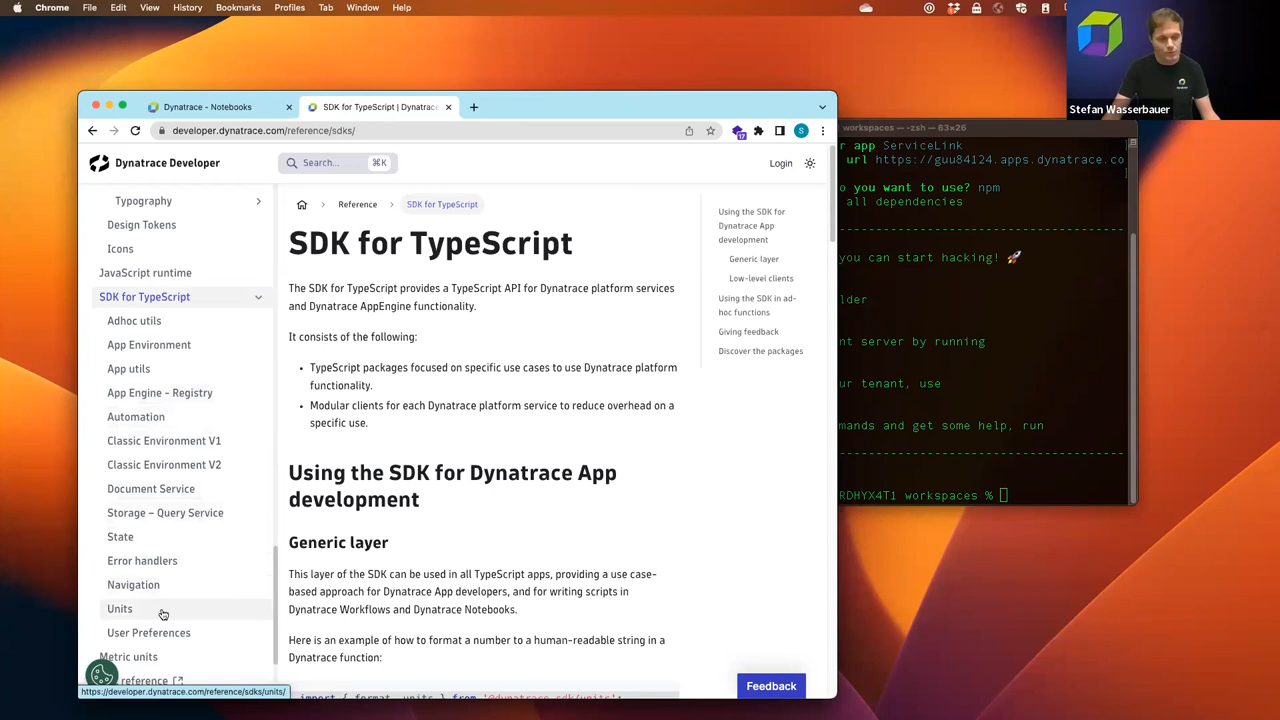 Chrome File Edit View History Bookmarks Profiles Tab Window Help
Stefan Wasserbauer
Dynatrace - Notebooks
SDK for TypeScript | Dynatrace
developer.dynatrace.com/reference/sdks/
17
S
Dynatrace Developer
Search... ⌘K
Login
Typography
Design Tokens
Icons
JavaScript runtime
SDK for TypeScript
Adhoc utils
App Environment
App utils
App Engine - Registry
Automation
Classic Environment V1
Classic Environment V2
Document Service
Storage – Query Service
State
Error handlers
Navigation
Units
User Preferences
Metric units
reference
https://developer.dynatrace.com/reference/sdks/units/
Reference
SDK for TypeScript
SDK for TypeScript
The SDK for TypeScript provides a TypeScript API for Dynatrace platform services
and Dynatrace AppEngine functionality.
It consists of the following:
• TypeScript packages focused on specific use cases to use Dynatrace platform
functionality.
• Modular clients for each Dynatrace platform service to reduce overhead on a
specific use.
Using the SDK for Dynatrace App
development
Generic layer
This layer of the SDK can be used in all TypeScript apps, providing a use case-
based approach for Dynatrace App developers, and for writing scripts in
Dynatrace Workflows and Dynatrace Notebooks.
Here is an example of how to format a number to a human-readable string in a
Dynatrace function:
import { format, units } from '@dynatrace-sdk/units';
Using the SDK for
Dynatrace App
development
Generic layer
Low-level clients
Using the SDK in ad-
hoc functions
Giving feedback
Discover the packages
Feedback
workspaces — -zsh — 63×26
r app ServiceLink
url https://guu84124.apps.dynatrace.co
o you want to use? npm
all dependencies
you can start hacking! 🚀
lder
nt server by running
ur tenant, use
mands and get some help, run
RDHYX4T1 workspaces %